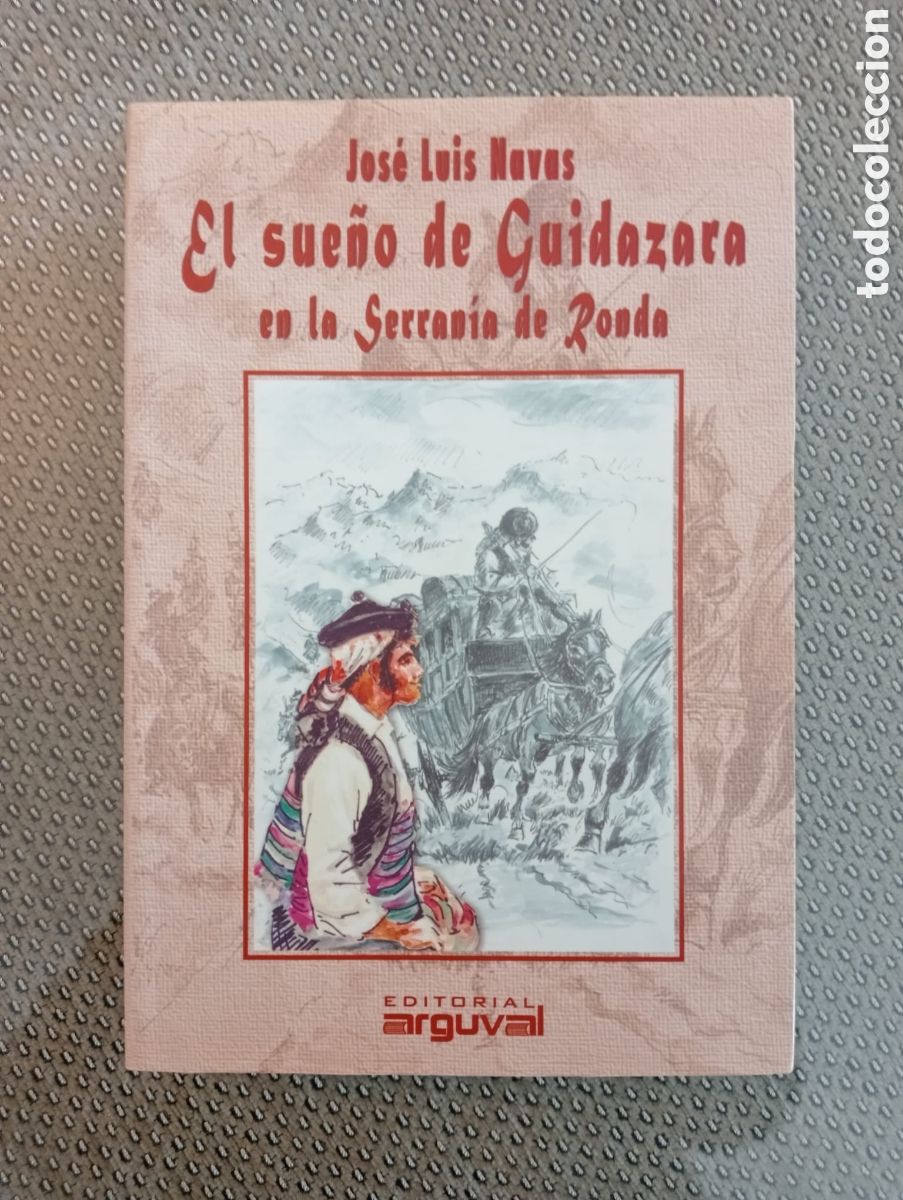 José Luis Navas
El sueño de Guidazara
en la Serranía de Ronda
EDITORIAL
arguval
todocoleccion